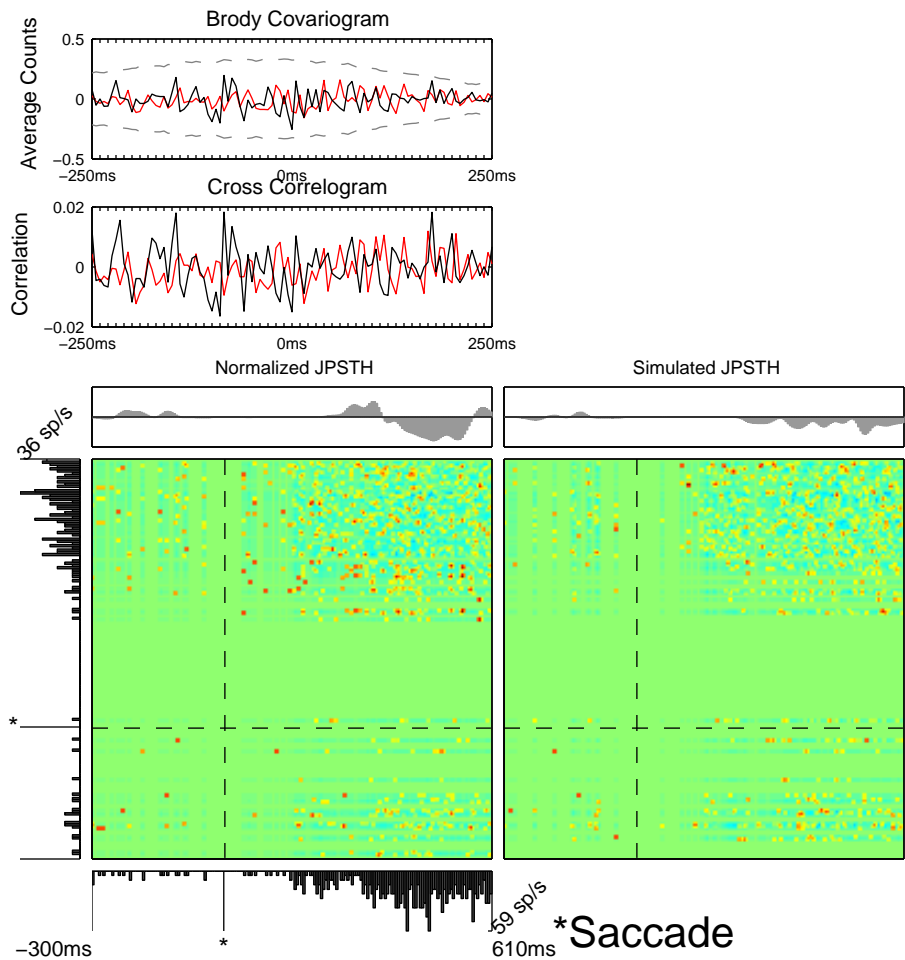 Brody Covariogram
Average Counts
0.5
0
−0.5
−250ms
0ms
250ms
Cross Correlogram
Correlation
0.02
0
−0.02
−250ms
0ms
250ms
Normalized JPSTH
Simulated JPSTH
36 sp/s
*
59 sp/s
−300ms
*
610ms
*Saccade